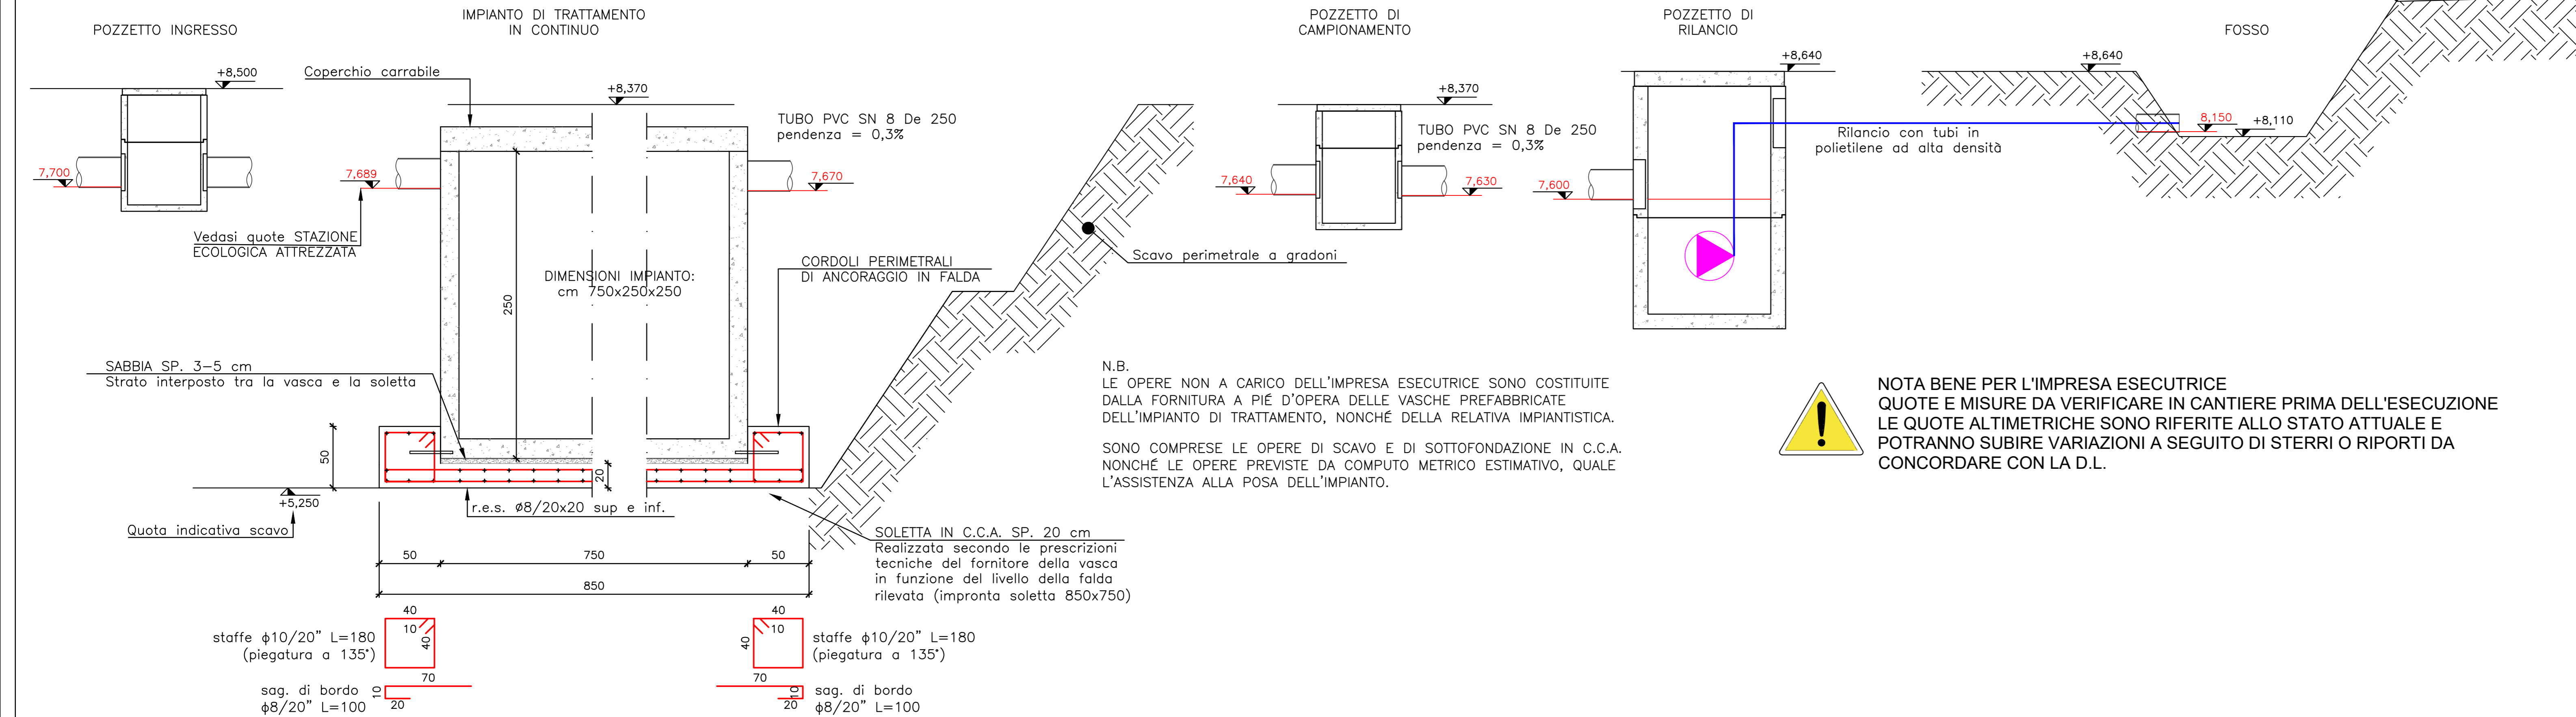 POZZETTO INGRESSO
+8,500
7,700
IMPIANTO DI TRATTAMENTO
IN CONTINUO
Coperchio carrabile
+8,370
TUBO PVC SN 8 De 250
pendenza = 0,3%
7,689
7,670
Vedasi quote STAZIONE
ECOLOGICA ATTREZZATA
DIMENSIONI IMPIANTO:
cm 750x250x250
250
CORDOLI PERIMETRALI
DI ANCORAGGIO IN FALDA
Scavo perimetrale a gradoni
SABBIA SP. 3-5 cm
Strato interposto tra la vasca e la soletta
50
20
+5,250
Quota indicativa scavo
r.e.s. Ø8/20x20 sup e inf.
SOLETTA IN C.C.A. SP. 20 cm
Realizzata secondo le prescrizioni
tecniche del fornitore della vasca
in funzione del livello della falda
rilevata (impronta soletta 850x750)
50
750
50
850
40
10
40
staffe ϕ10/20" L=180
(piegatura a 135°)
70
10
20
sag. di bordo
ϕ8/20" L=100
40
10
40
staffe ϕ10/20" L=180
(piegatura a 135°)
70
10
20
sag. di bordo
ϕ8/20" L=100
POZZETTO DI
CAMPIONAMENTO
+8,370
TUBO PVC SN 8 De 250
pendenza = 0,3%
7,640
7,630
POZZETTO DI
RILANCIO
+8,640
7,600
Rilancio con tubi in
polietilene ad alta densità
FOSSO
+8,640
8,150
+8,110
N.B.
LE OPERE NON A CARICO DELL'IMPRESA ESECUTRICE SONO COSTITUITE
DALLA FORNITURA A PIÉ D'OPERA DELLE VASCHE PREFABBRICATE
DELL'IMPIANTO DI TRATTAMENTO, NONCHÉ DELLA RELATIVA IMPIANTISTICA.
SONO COMPRESE LE OPERE DI SCAVO E DI SOTTOFONDAZIONE IN C.C.A.
NONCHÉ LE OPERE PREVISTE DA COMPUTO METRICO ESTIMATIVO, QUALE
L'ASSISTENZA ALLA POSA DELL'IMPIANTO.
NOTA BENE PER L'IMPRESA ESECUTRICE
QUOTE E MISURE DA VERIFICARE IN CANTIERE PRIMA DELL'ESECUZIONE
LE QUOTE ALTIMETRICHE SONO RIFERITE ALLO STATO ATTUALE E
POTRANNO SUBIRE VARIAZIONI A SEGUITO DI STERRI O RIPORTI DA
CONCORDARE CON LA D.L.